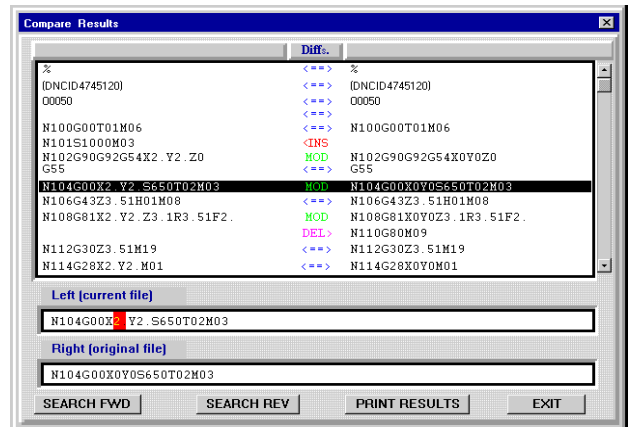 Compare Results
Diffs.
% <==> %
(DNCID4745120) <==> (DNCID4745120)
O0050 <==> O0050
<==>
N100G00T01M06 <==> N100G00T01M06
N101S1000M03 <INS
N102G90G92G54X2.Y2.Z0 MOD N102G90G92G54X0Y0Z0
G55 <==> G55
N104G00X2.Y2.S650T02M03 MOD N104G00X0Y0S650T02M03
N106G43Z3.51H01M08 <==> N106G43Z3.51H01M08
N108G81X2.Y2.Z3.1R3.51F2. MOD N108G81X0Y0Z3.1R3.51F2.
DEL> N110G80M09
N112G30Z3.51M19 <==> N112G30Z3.51M19
N114G28X2.Y2.M01 <==> N114G28X0Y0M01
Left (current file)
N104G00X2 Y2.S650T02M03
Right (original file)
N104G00X0Y0S650T02M03
SEARCH FWD SEARCH REV PRINT RESULTS EXIT